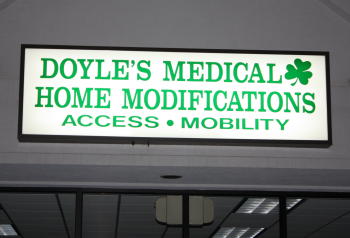 DOYLE'S MEDICAL
HOME MODIFICATIONS
ACCESS • MOBILITY